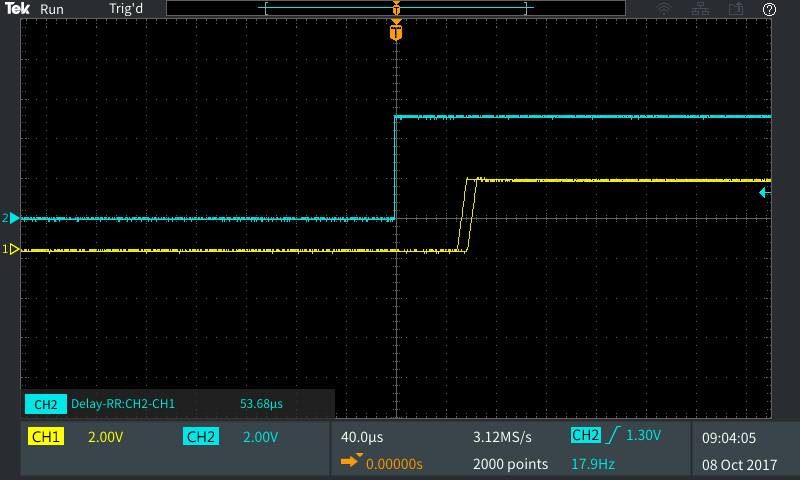 Tek Run Trig'd T ?
T
2
1
CH2 Delay-RR:CH2-CH1 53.68µs
CH1 2.00V CH2 2.00V 40.0µs 3.12MS/s CH2 1.30V 09:04:05
T 0.00000s 2000 points 17.9Hz 08 Oct 2017